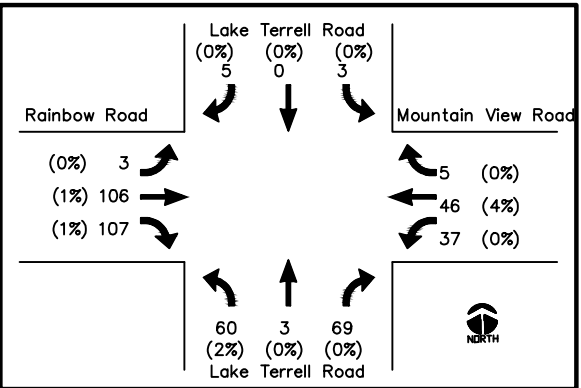 Lake Terrell Road
(0%) (0%) (0%)
5 0 3
Rainbow Road
Mountain View Road
(0%) 3
(1%) 106
(1%) 107
5 (0%)
46 (4%)
37 (0%)
60 3 69
(2%) (0%) (0%)
Lake Terrell Road
NORTH